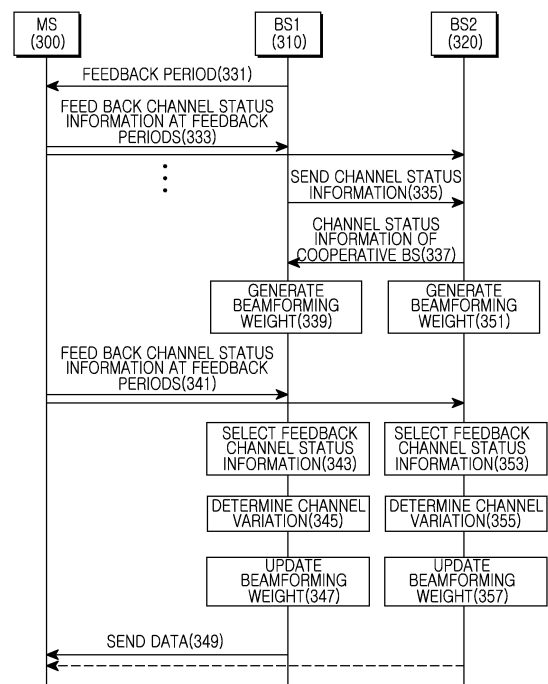 MS
(300)
BS1
(310)
BS2
(320)
FEEDBACK PERIOD(331)
FEED BACK CHANNEL STATUS
INFORMATION AT FEEDBACK
PERIODS(333)
SEND CHANNEL STATUS
INFORMATION(335)
CHANNEL STATUS
INFORMATION OF
COOPERATIVE BS(337)
GENERATE
BEAMFORMING
WEIGHT(339)
GENERATE
BEAMFORMING
WEIGHT(351)
FEED BACK CHANNEL STATUS
INFORMATION AT FEEDBACK
PERIODS(341)
SELECT FEEDBACK
CHANNEL STATUS
INFORMATION(343)
SELECT FEEDBACK
CHANNEL STATUS
INFORMATION(353)
DETERMINE CHANNEL
VARIATION(345)
DETERMINE CHANNEL
VARIATION(355)
UPDATE
BEAMFORMING
WEIGHT(347)
UPDATE
BEAMFORMING
WEIGHT(357)
SEND DATA(349)